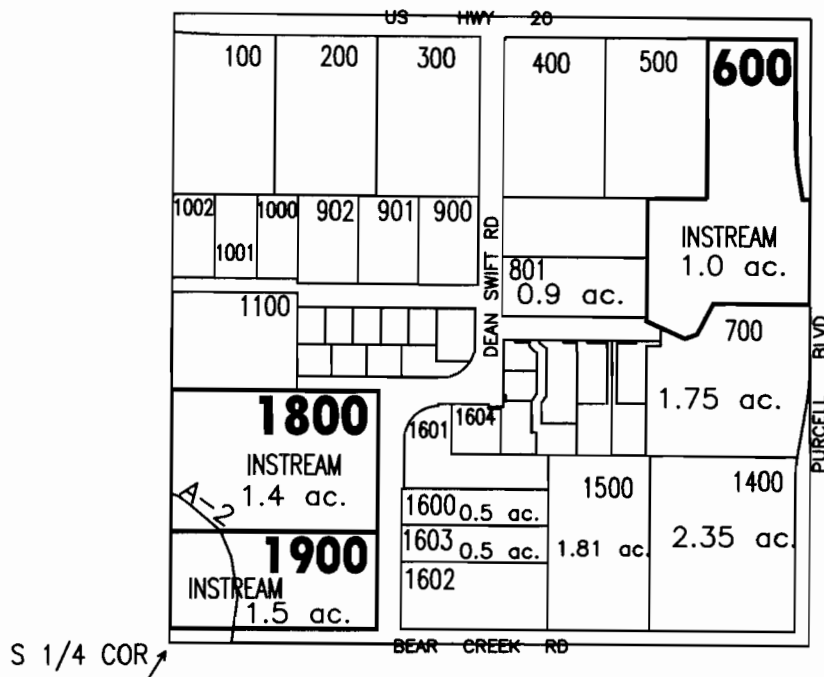 US HWY 20
100 200 300 400 500 600
1002 1001 1000 902 901 900
DEAN SWIFT RD
INSTREAM
1.0 ac.
801
0.9 ac.
1100
700
1.75 ac.
PURCELL BLVD
1800
INSTREAM
1.4 ac.
A-2
1601 1604
1600 0.5 ac.
1603 0.5 ac.
1602
1500
1.81 ac.
1400
2.35 ac.
1900
INSTREAM
1.5 ac.
BEAR CREEK RD
S 1/4 COR